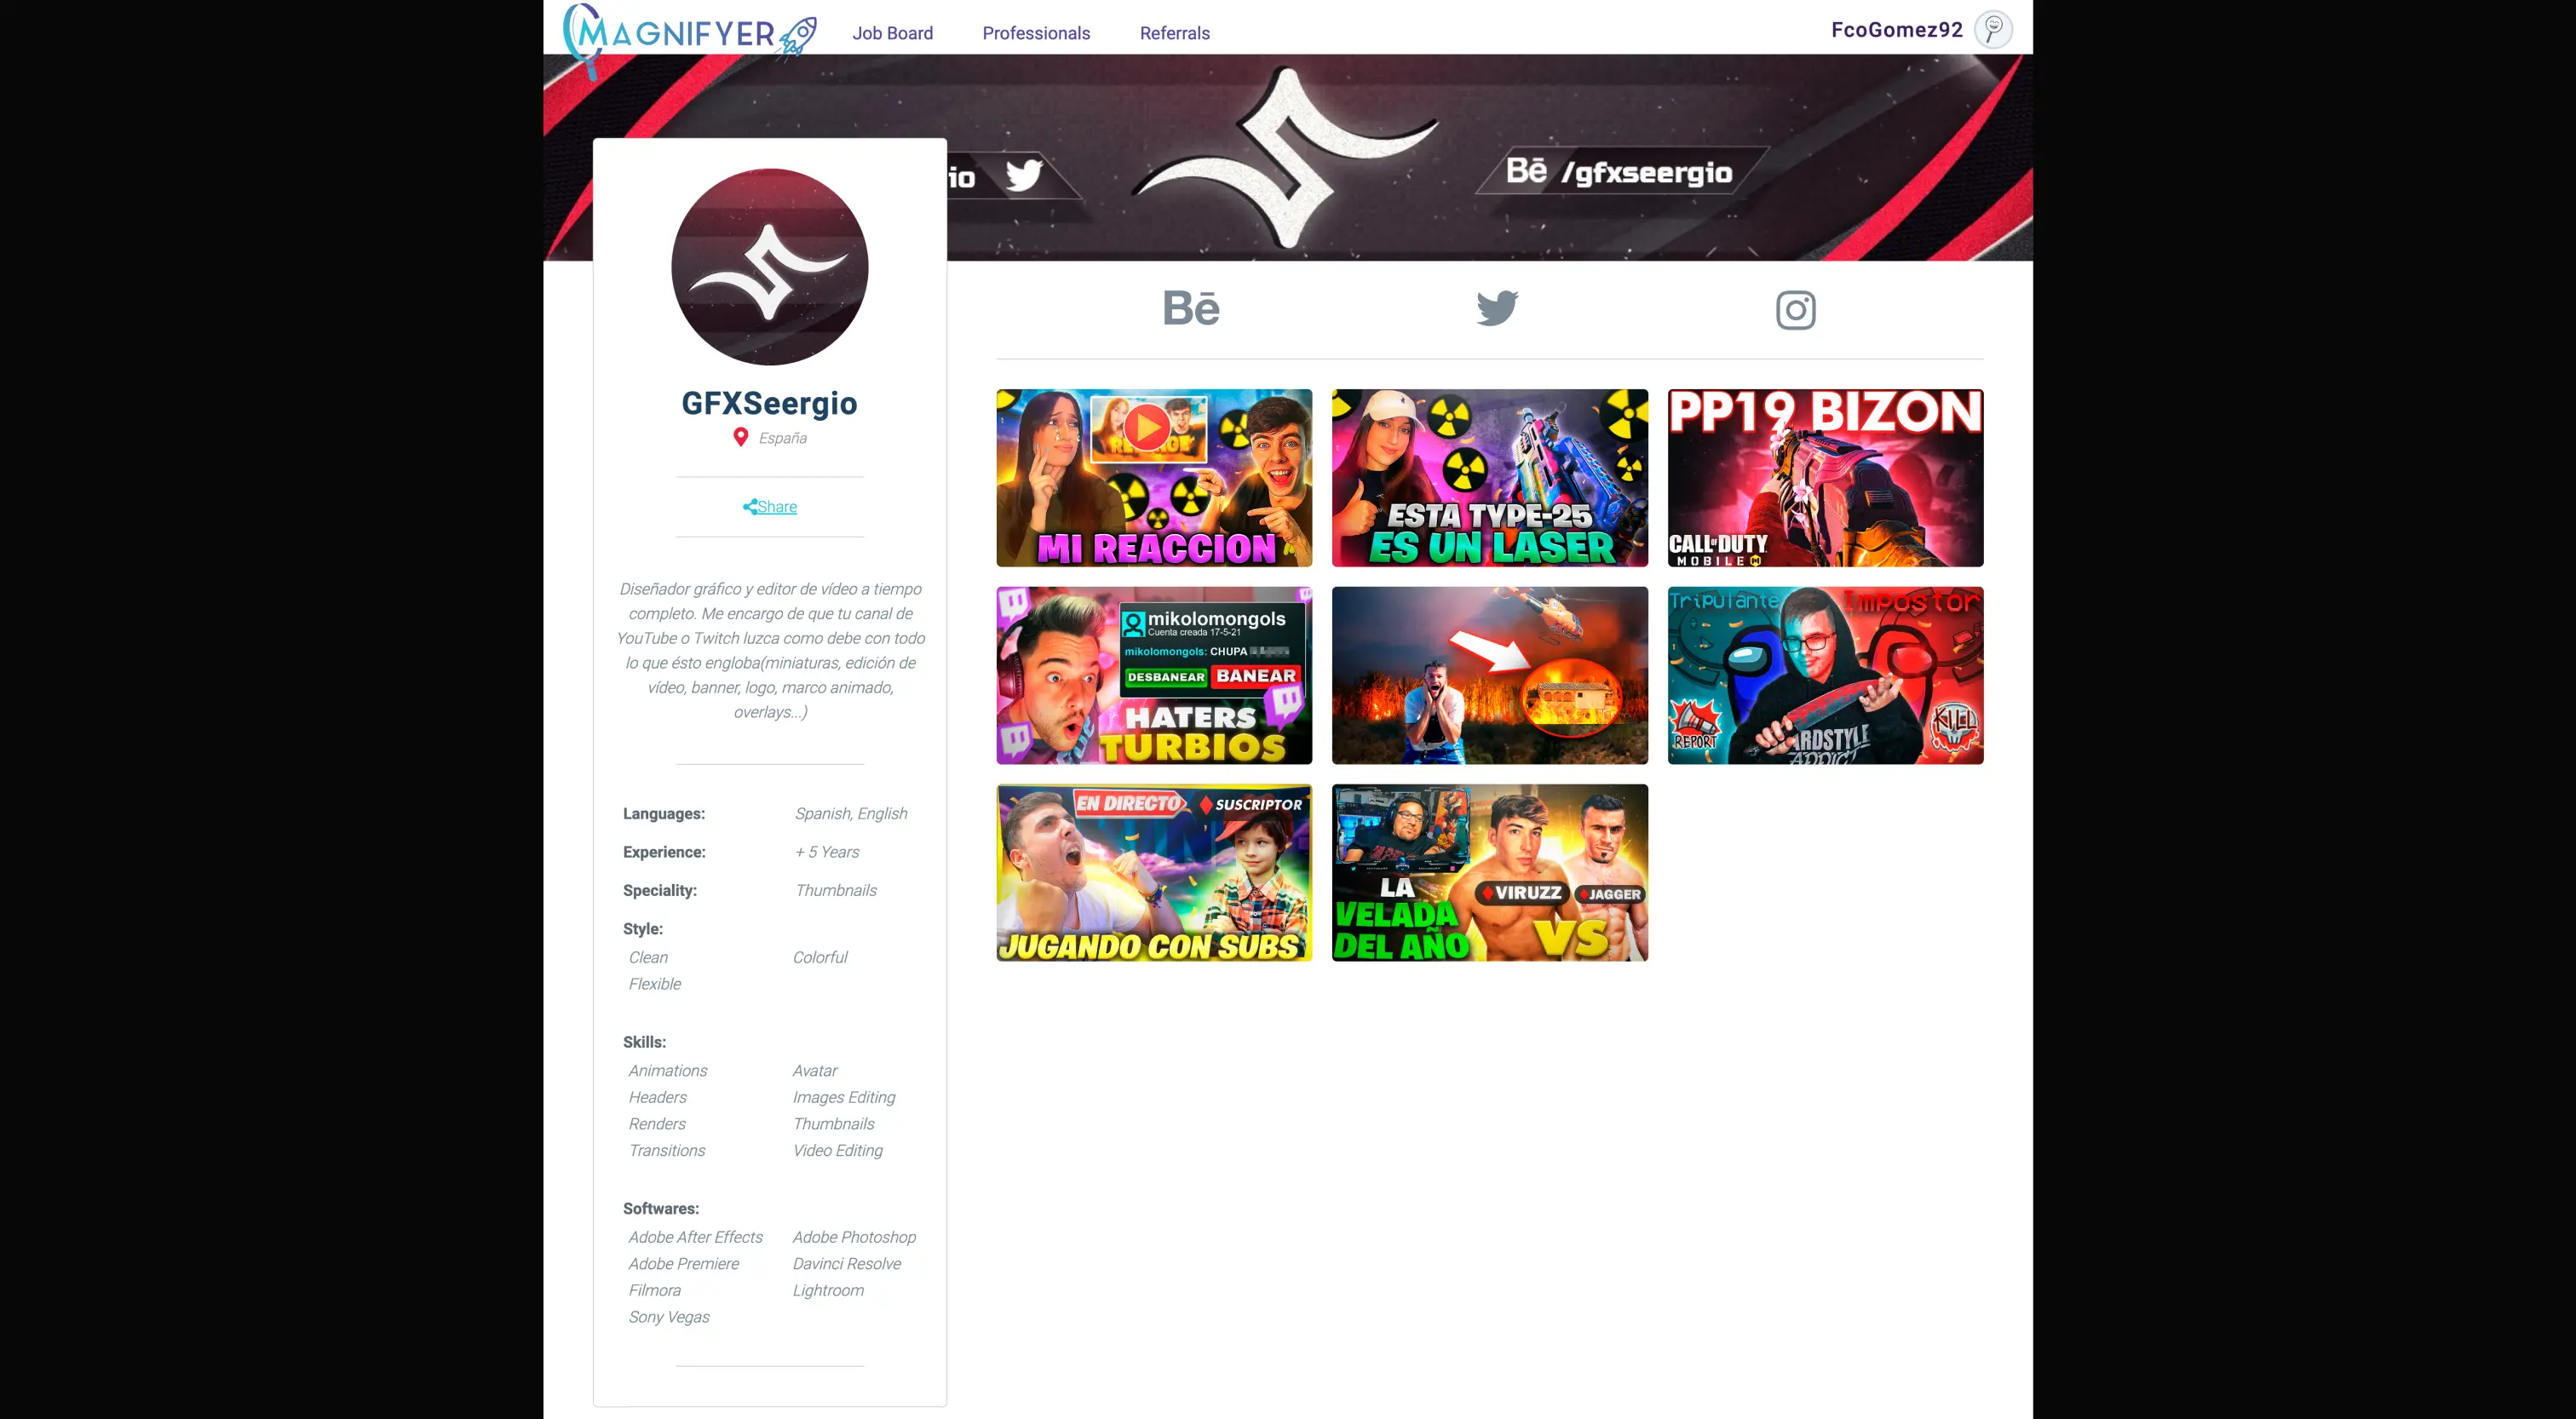 MAGNIFYER
Job Board
Professionals
Referrals
FcoGomez92
io
Bē /gfxseergio
GFXSeergio
España
Share
Diseñador gráfico y editor de vídeo a tiempo
completo. Me encargo de que tu canal de
YouTube o Twitch luzca como debe con todo
lo que ésto engloba(miniaturas, edición de
vídeo, banner, logo, marco animado,
overlays...)
Languages: Spanish, English
Experience: + 5 Years
Speciality: Thumbnails
Style:
Clean Colorful
Flexible
Skills:
Animations Avatar
Headers Images Editing
Renders Thumbnails
Transitions Video Editing
Softwares:
Adobe After Effects Adobe Photoshop
Adobe Premiere Davinci Resolve
Filmora Lightroom
Sony Vegas
Bē
MI REACCION
ESTA TYPE-25
ES UN LASER
PP19 BIZON
CALL OF DUTY
MOBILE
mikolomongols
Cuenta creada 17-5-21
mikolomongols: CHUPA
DESBANEAR BANEAR
HATERS
TURBIOS
Tripulante Impostor
REPORT
KILL
ARDSTYLE
ADDICT
EN DIRECTO SUSCRIPTOR
JUGANDO CON SUBS
LA
VELADA
DEL AÑO
VIRUZZ
JAGGER
VS